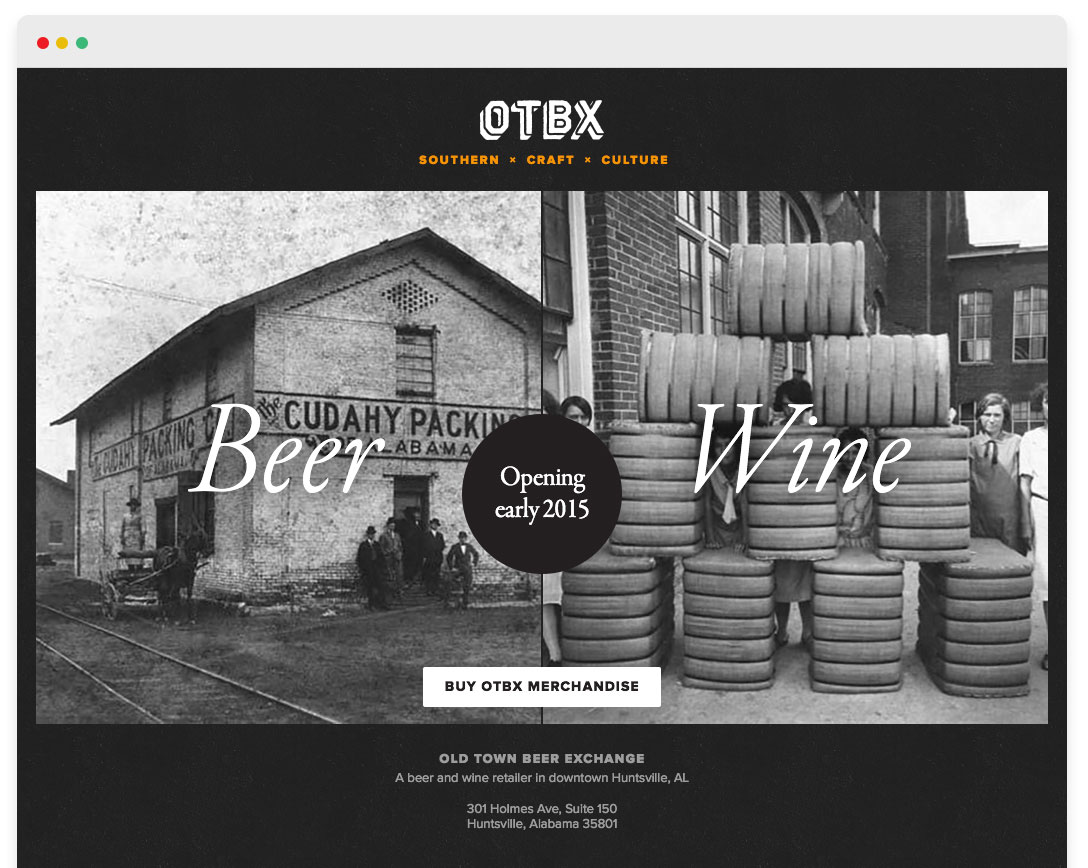 OTBX
SOUTHERN × CRAFT × CULTURE
the CUDAHY PACKING
ALABAMA
CUDAHY PACKING
Beer
Wine
Opening
early 2015
BUY OTBX MERCHANDISE
OLD TOWN BEER EXCHANGE
A beer and wine retailer in downtown Huntsville, AL
301 Holmes Ave, Suite 150
Huntsville, Alabama 35801